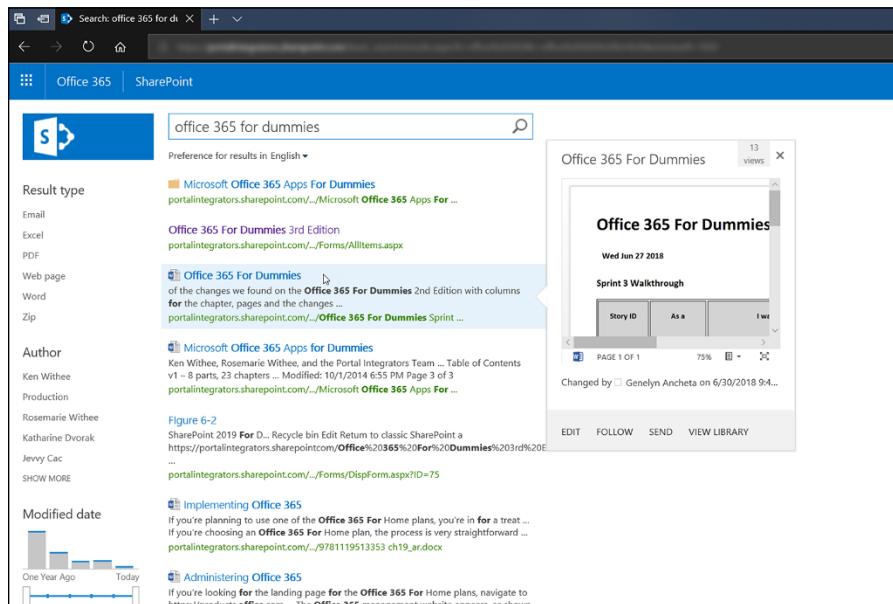 Search: office 365 for du
Office 365
SharePoint
S
office 365 for dummies
Preference for results in English
Result type
Email
Excel
PDF
Web page
Word
Zip
Author
Ken Withee
Production
Rosemarie Withee
Katharine Dvorak
Jevvy Cac
SHOW MORE
Modified date
One Year Ago
Today
Microsoft Office 365 Apps For Dummies
portalintegrators.sharepoint.com/.../Microsoft Office 365 Apps For ...
Office 365 For Dummies 3rd Edition
portalintegrators.sharepoint.com/.../Forms/AllItems.aspx
Office 365 For Dummies
of the changes we found on the Office 365 For Dummies 2nd Edition with columns
for the chapter, pages and the changes ...
portalintegrators.sharepoint.com/.../Office 365 For Dummies Sprint ...
Microsoft Office 365 Apps for Dummies
Ken Withee, Rosemarie Withee, and the Portal Integrators Team ... Table of Contents
v1 – 8 parts, 23 chapters ... Modified: 10/1/2014 6:55 PM Page 3 of 3
portalintegrators.sharepoint.com/.../Microsoft Office 365 Apps For ...
FIgure 6-2
SharePoint 2019 For D... Recycle bin Edit Return to classic SharePoint a
https://portalintegrators.sharepointcom/Office%20365%20For%20Dummies%203rd%20E
...
portalintegrators.sharepoint.com/.../Forms/DispForm.aspx?ID=75
Implementing Office 365
If you're planning to use one of the Office 365 For Home plans, you're in for a treat ...
If you're choosing an Office 365 For Home plan, the process is very straightforward ...
portalintegrators.sharepoint.com/.../9781119513353 ch19_ar.docx
Administering Office 365
If you're looking for the landing page for the Office 365 For Home plans, navigate to
Office 365 For Dummies
13
views
Office 365 For Dummies
Wed Jun 27 2018
Sprint 3 Walkthrough
Story ID
As a
I wa
PAGE 1 OF 1
75%
Changed by Genelyn Ancheta on 6/30/2018 9:4...
EDIT
FOLLOW
SEND
VIEW LIBRARY